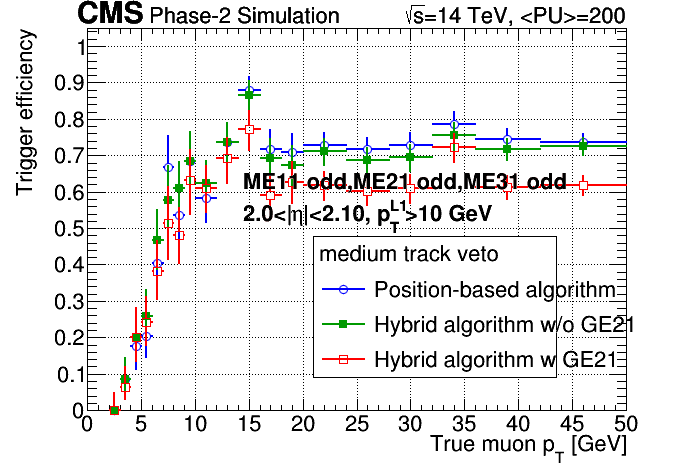 CMS Phase-2 Simulation √s=14 TeV, <PU>=200
Trigger efficiency
1
0.9
0.8
0.7
0.6
0.5
0.4
0.3
0.2
0.1
0
ME11 odd,ME21 odd,ME31 odd
2.0<|η|<2.10, p_T^L1>10 GeV
medium track veto
Position-based algorithm
Hybrid algorithm w/o GE21
Hybrid algorithm w GE21
0 5 10 15 20 25 30 35 40 45 50
True muon p_T [GeV]